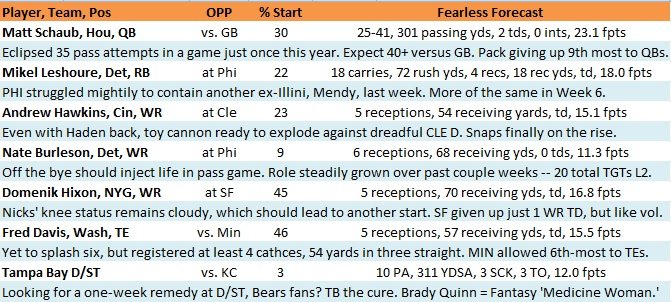 Player, Team, Pos OPP % Start Fearless Forecast
Matt Schaub, Hou, QB vs. GB 30 25-41, 301 passing yds, 2 tds, 0 ints, 23.1 fpts
Eclipsed 35 pass attempts in a game just once this year. Expect 40+ versus GB. Pack giving up 9th most to QBs.
Mikel Leshoure, Det, RB at Phi 22 18 carries, 72 rush yds, 4 recs, 18 rec yds, td, 18.0 fpts
PHI struggled mightily to contain another ex-Illini, Mendy, last week. More of the same in Week 6.
Andrew Hawkins, Cin, WR at Cle 23 5 receptions, 54 receiving yards, td, 15.1 fpts
Even with Haden back, toy cannon ready to explode against dreadful CLE D. Snaps finally on the rise.
Nate Burleson, Det, WR at Phi 9 6 receptions, 68 receiving yds, 0 tds, 11.3 fpts
Off the bye should inject life in pass game. Role steadily grown over past couple weeks -- 20 total TGTs L2.
Domenik Hixon, NYG, WR at SF 45 5 receptions, 70 receiving yds, td, 16.8 fpts
Nicks' knee status remains cloudy, which should lead to another start. SF given up just 1 WR TD, but like vol.
Fred Davis, Wash, TE vs. Min 46 5 receptions, 57 receiving yds, td, 15.5 fpts
Yet to splash six, but registered at least 4 cathces, 54 yards in three straight. MIN allowed 6th-most to TEs.
Tampa Bay D/ST vs. KC 3 10 PA, 311 YDSA, 3 SCK, 3 TO, 12.0 fpts
Looking for a one-week remedy at D/ST, Bears fans? TB the cure. Brady Quinn = Fantasy 'Medicine Woman.'